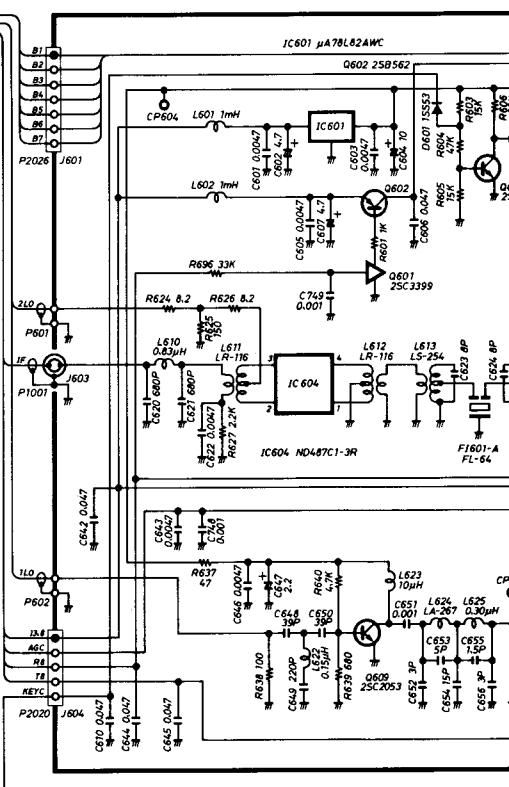 IC601 µA78L82AWC
B1
B2
B3
B4
B5
B6
B7
P2026 J601
Q602 2SB562
CP604
L601 1mH
IC601
C601 0.0047
C602 4.7
+
C603 0.0047
C604 10
+
D601 1SS53
R603 15K
R604 47K
R605 15K
R606
L602 1mH
Q602
C605 0.0047
C607 4.7
+
R601 1K
C606 0.047
R696 33K
Q601
2SC3399
C749
0.001
2LO
P601
R624 8.2
R626 8.2
R625
150
IF
J603
P1001
L610
0.83µH
L611
LR-116
C620 680P
C621 680P
C622 0.0047
R627 2.2K
3
2
IC604
4
1
L612
LR-116
L613
LS-254
C623 8P
C624 8P
FI601-A
FL-64
IC604 ND487C1-3R
C642 0.047
C643
0.0047
C748
0.001
1LO
P602
R637
47
C646 0.0047
C647
2.2
+
R640
4.7K
L623
10µH
C648
39P
C650
39P
R638 100
C649 220P
L622
0.15µH
R639 680
Q609
2SC2053
C651
0.001
L624
LA-267
L625
0.30µH
C653
5P
C655
1.5P
C652 3P
C654 15P
C656 3P
CP
13.8
AGC
R8
T8
KEYC
P2020 J604
C610 0.047
C644 0.047
C645 0.047